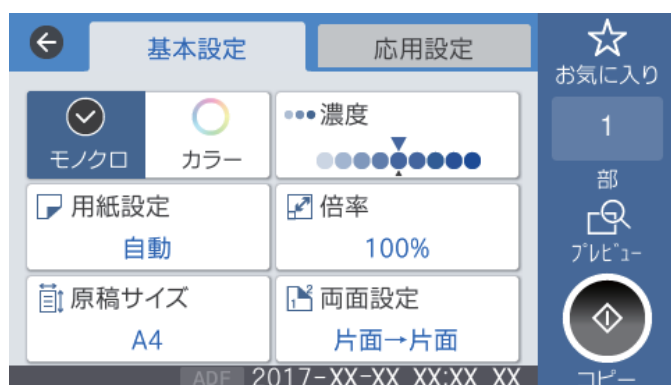 基本設定
応用設定
お気に入り
モノクロ
カラー
濃度
1
部
用紙設定
自動
倍率
100%
プレビュー
原稿サイズ
A4
両面設定
片面→片面
ADF 2017-XX-XX XX:XX XX
コピー